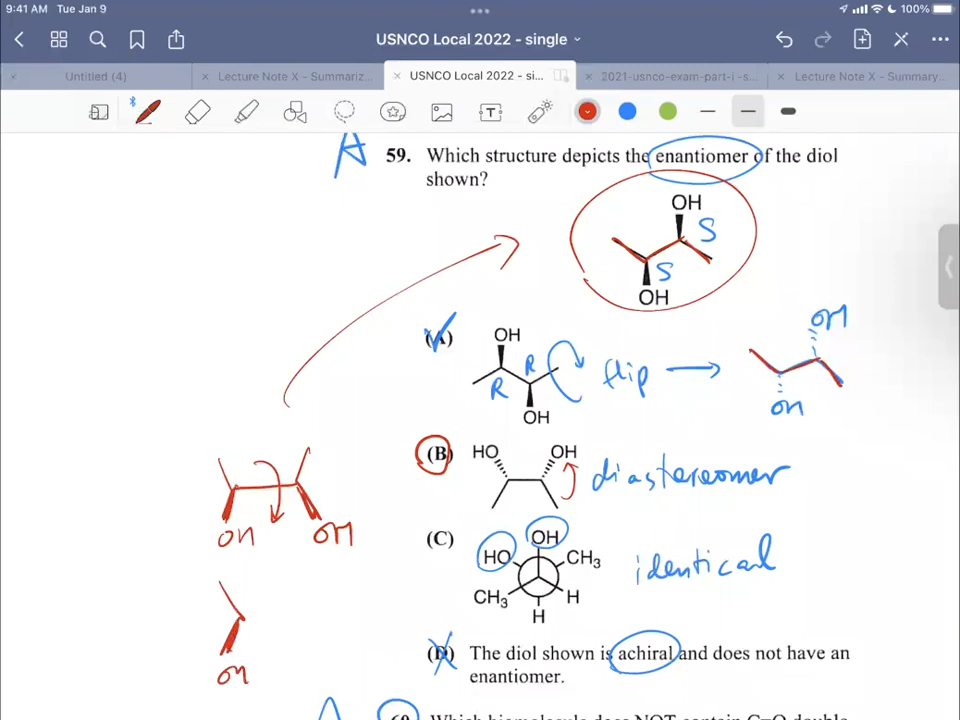 9:41 AM Tue Jan 9
100%
USNCO Local 2022 - single
Untitled (4)
Lecture Note X - Summariz...
USNCO Local 2022 - si...
2021-usnco-exam-part-i -s...
Lecture Note X - Summary...
A 59. Which structure depicts the enantiomer of the diol
shown?
OH
S
S
OH
(A)
OH
R
R
OH
flip
OH
OH
(B)
HO
OH
diastereomer
OH
OH
(C)
OH
HO
CH3
CH3
H
H
identical
OH
(D) The diol shown is achiral and does not have an
enantiomer.
60. Which biomolecule does NOT contain C=O double